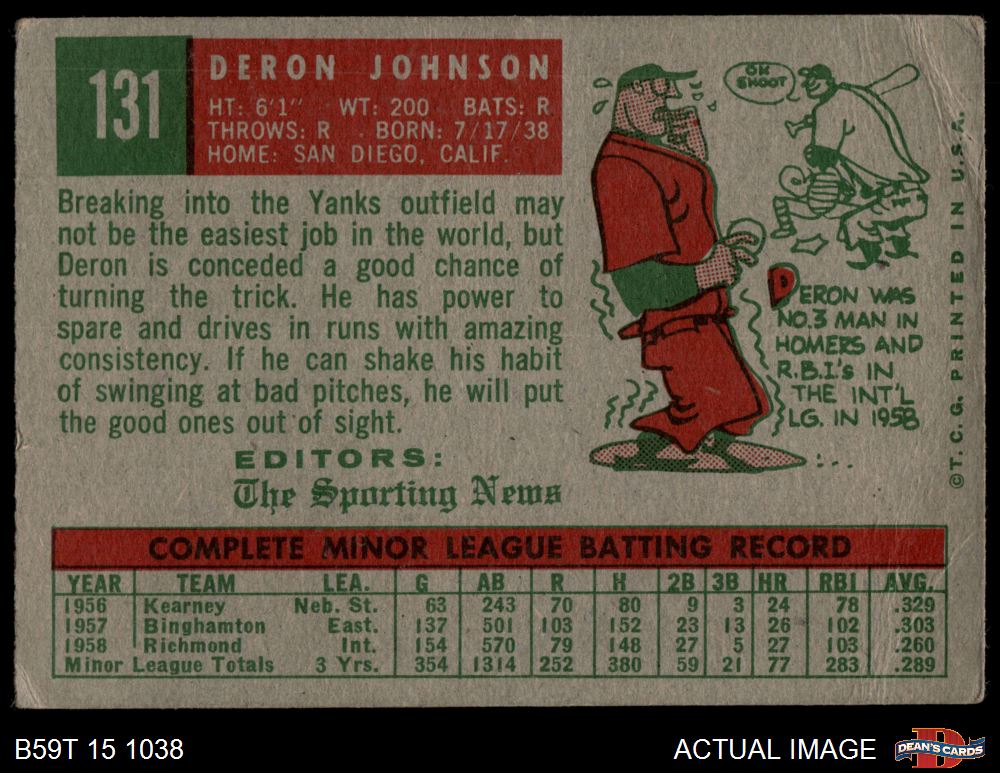 131
DERON JOHNSON
HT: 6'1" WT: 200 BATS: R
THROWS: R BORN: 7/17/38
HOME: SAN DIEGO, CALIF.
Breaking into the Yanks outfield may
not be the easiest job in the world, but
Deron is conceded a good chance of
turning the trick. He has power to
spare and drives in runs with amazing
consistency. If he can shake his habit
of swinging at bad pitches, he will put
the good ones out of sight.
EDITORS:
The Sporting News
OK
SHOOT
DERON WAS
NO.3 MAN IN
HOMERS AND
R.B.I.'s IN
THE INT'L
LG. IN 1958
©T.C.G. PRINTED IN U.S.A.
COMPLETE MINOR LEAGUE BATTING RECORD
YEAR TEAM LEA. G AB R H 2B 3B HR RBI AVG.
1956 Kearney Neb. St. 63 243 70 80 9 3 24 78 .329
1957 Binghamton East. 137 501 103 152 23 13 26 102 .303
1958 Richmond Int. 154 570 79 148 27 5 27 103 .260
Minor League Totals 3 Yrs. 354 1314 252 380 59 21 77 283 .289
B59T 15 1038
ACTUAL IMAGE
D
DEAN'S CARDS